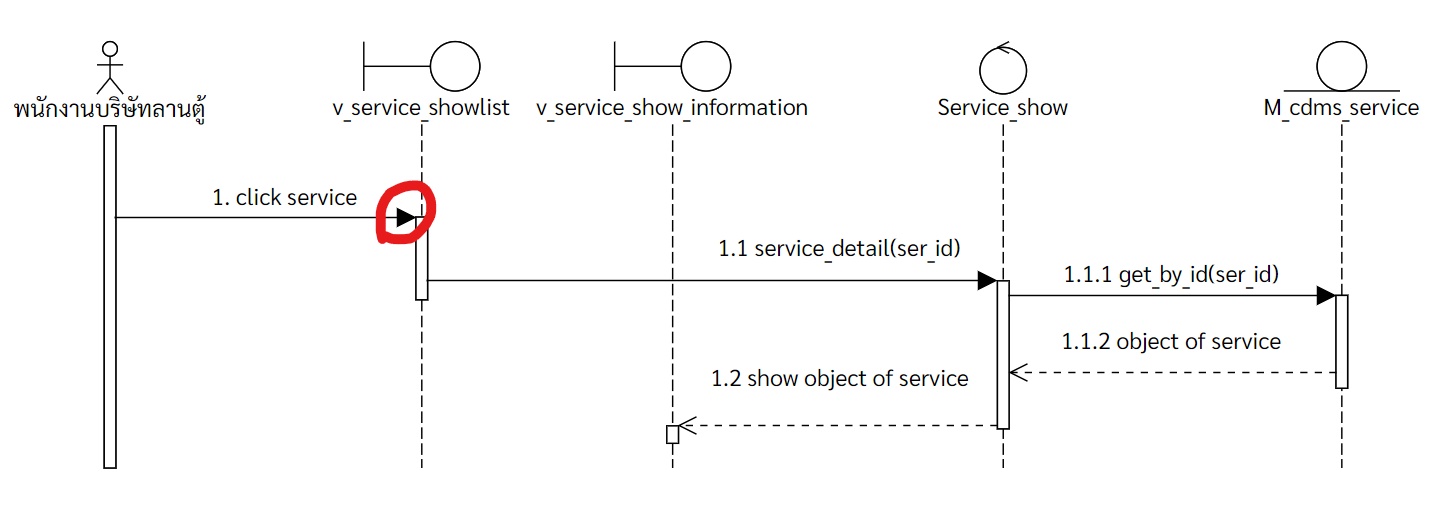 พนักงานบริษัทลานตู้
v_service_showlist
v_service_show_information
Service_show
M_cdms_service
1. click service
1.1 service_detail(ser_id)
1.1.1 get_by_id(ser_id)
1.1.2 object of service
1.2 show object of service